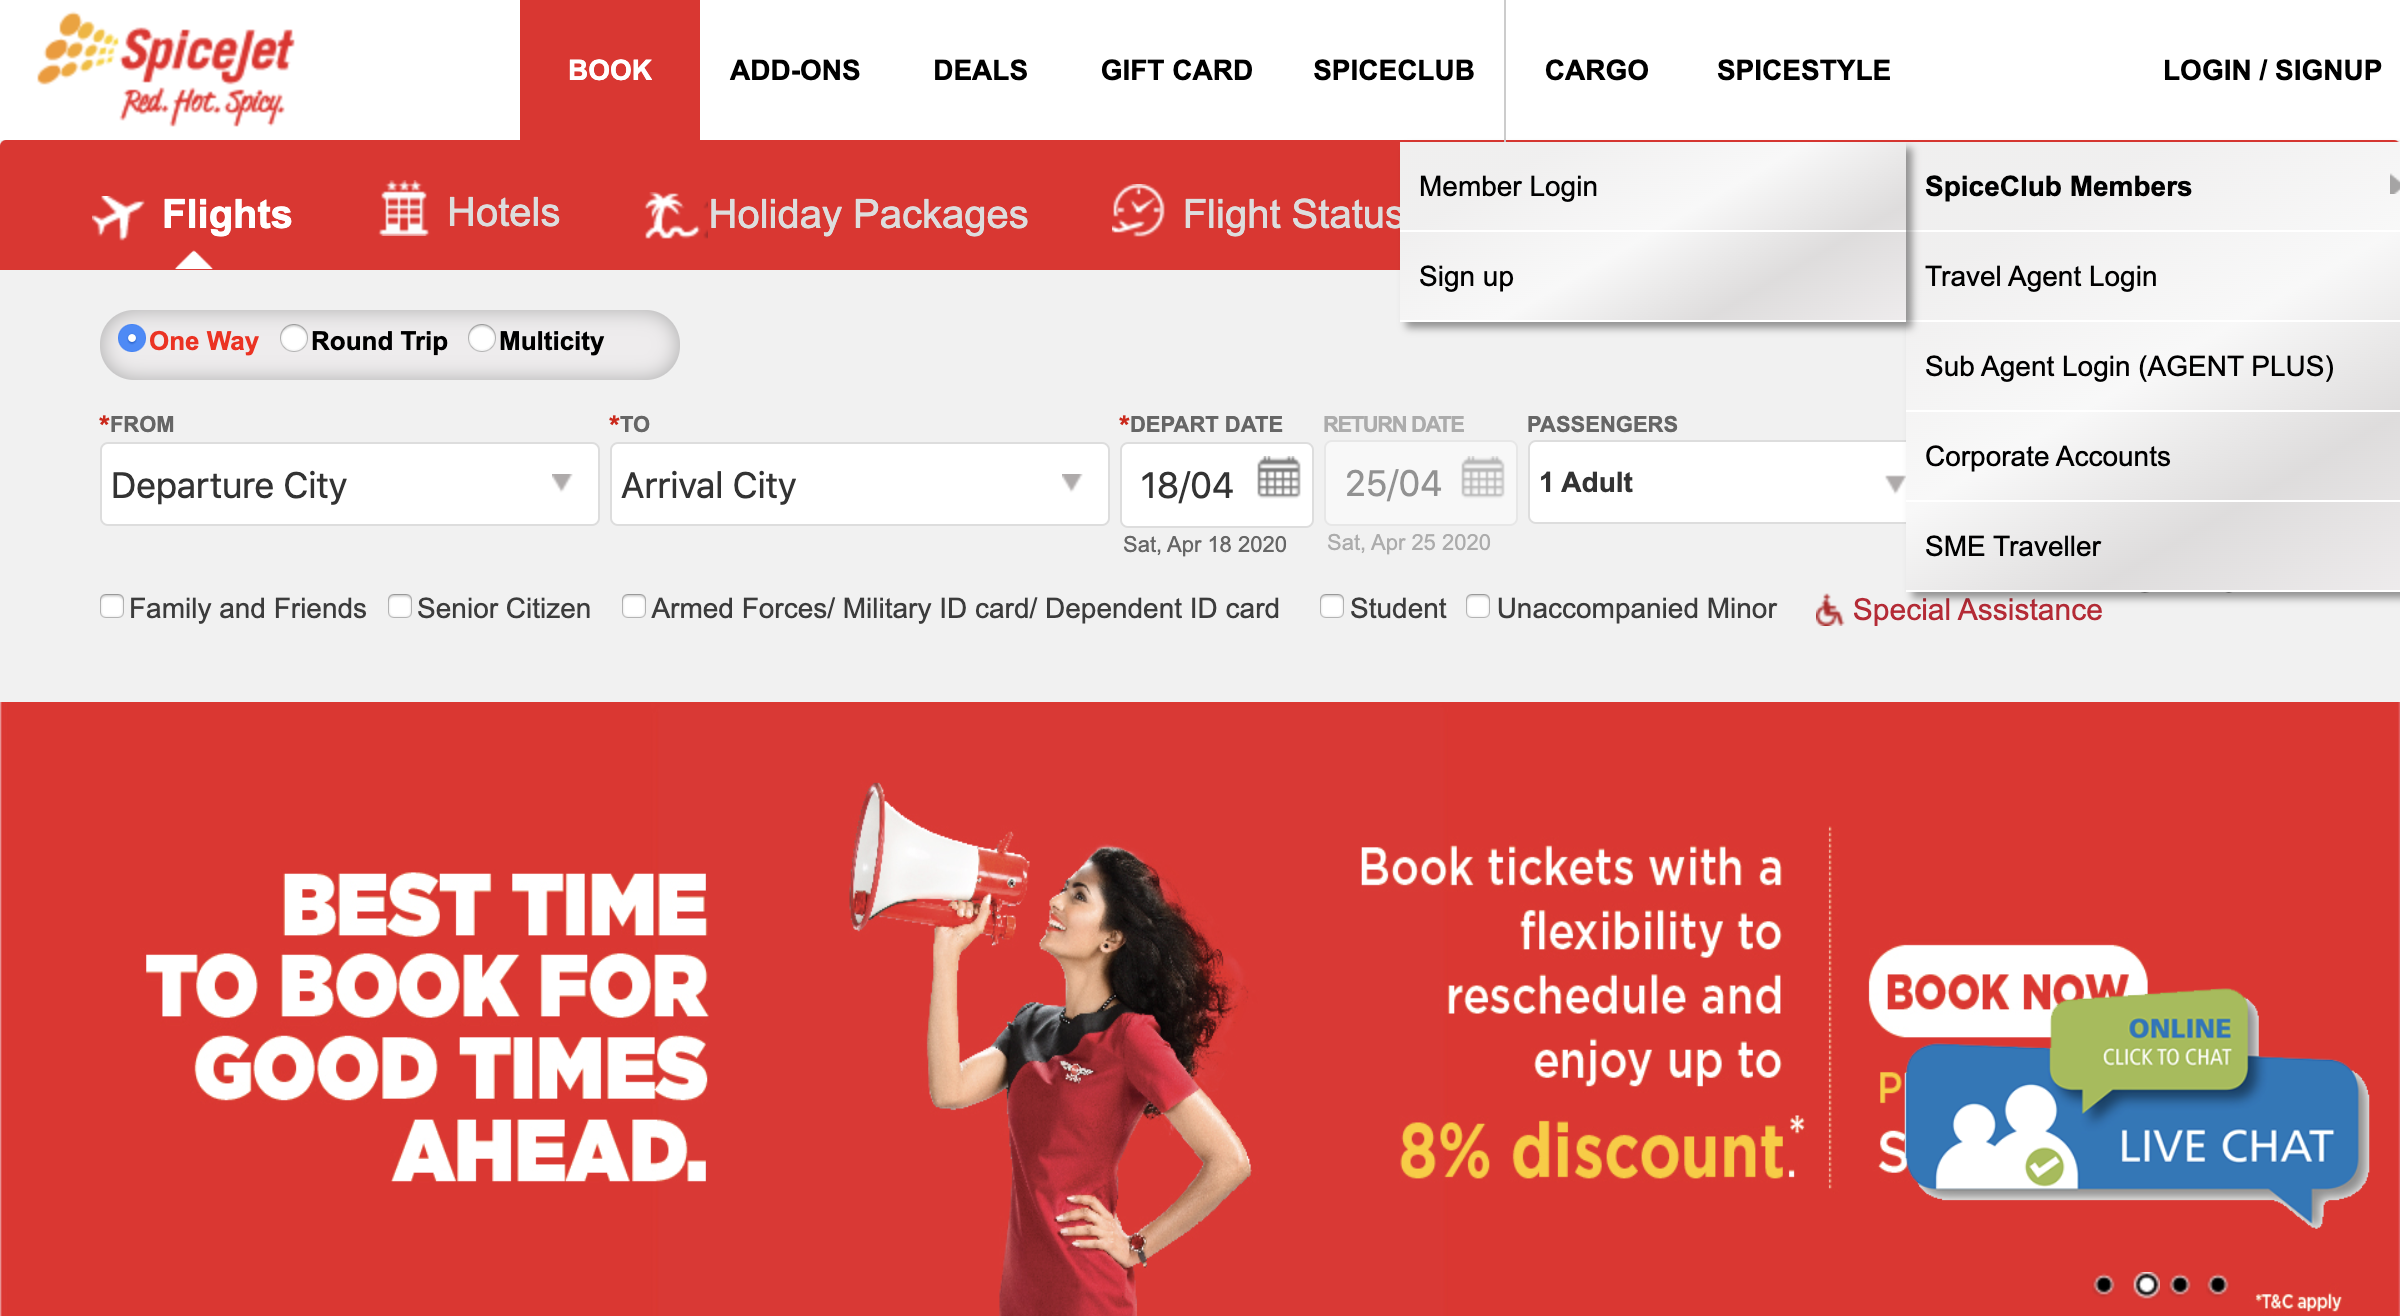 SpiceJet
Red. Hot. Spicy.
BOOK
ADD-ONS
DEALS
GIFT CARD
SPICECLUB
CARGO
SPICESTYLE
LOGIN / SIGNUP
Flights
Hotels
Holiday Packages
Flight Status
Member Login
Sign up
SpiceClub Members
Travel Agent Login
Sub Agent Login (AGENT PLUS)
Corporate Accounts
SME Traveller
One Way
Round Trip
Multicity
*FROM
*TO
*DEPART DATE
RETURN DATE
PASSENGERS
Departure City
Arrival City
18/04
25/04
1 Adult
Sat, Apr 18 2020
Sat, Apr 25 2020
Family and Friends
Senior Citizen
Armed Forces/ Military ID card/ Dependent ID card
Student
Unaccompanied Minor
Special Assistance
BEST TIME
TO BOOK FOR
GOOD TIMES
AHEAD.
Book tickets with a
flexibility to
reschedule and
enjoy up to
8% discount.*
BOOK NOW
ONLINE
CLICK TO CHAT
LIVE CHAT
*T&C apply